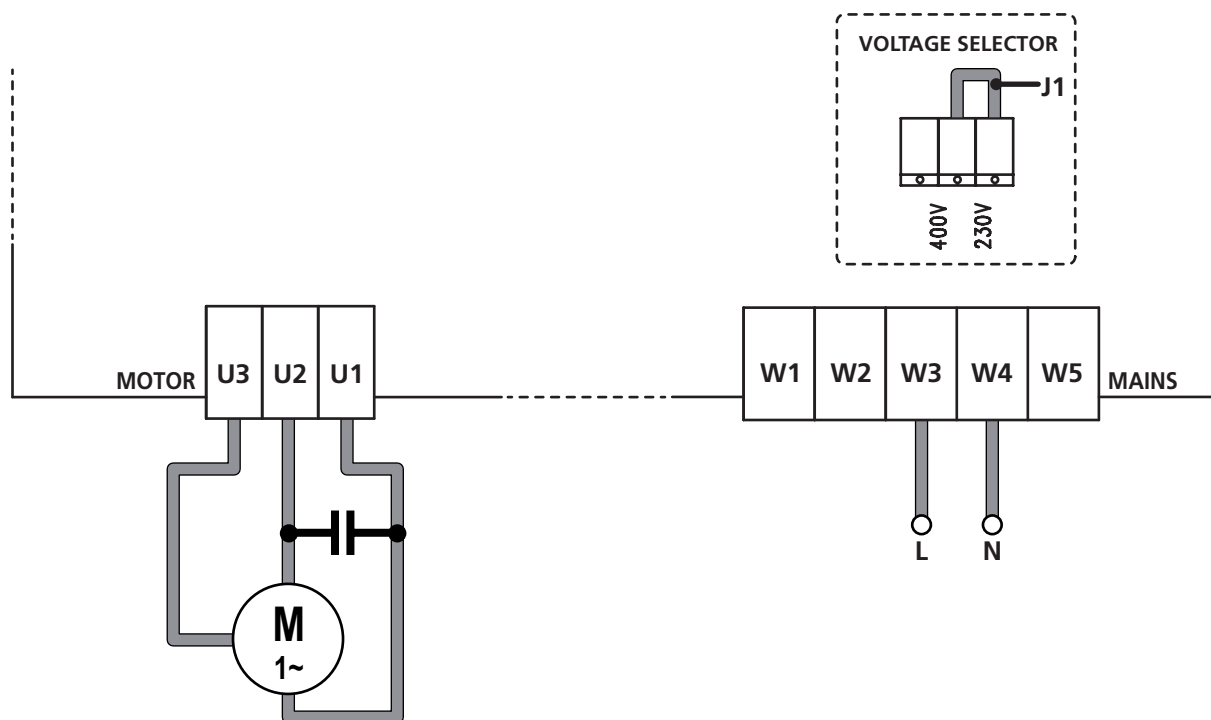 VOLTAGE SELECTOR
J1
400V
230V
MOTOR U3 U2 U1
W1 W2 W3 W4 W5 MAINS
L N
M
1~